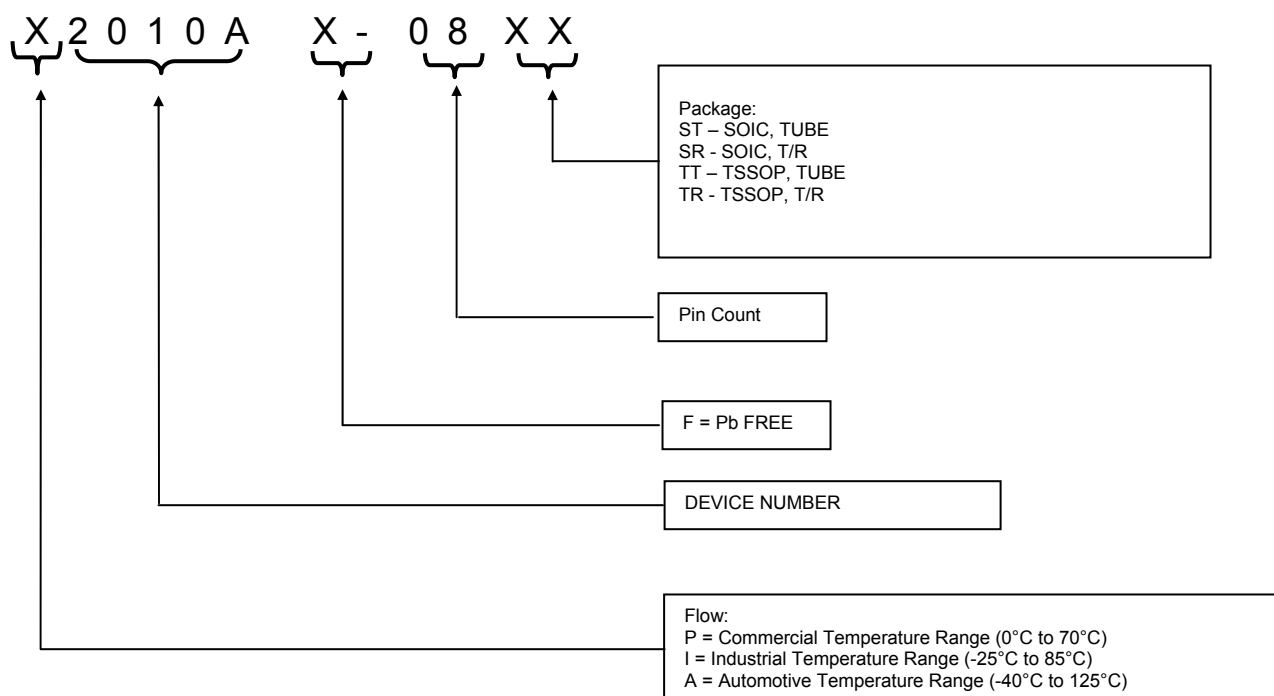 X 2 0 1 0 A X - 0 8 X X
Package:
ST – SOIC, TUBE
SR - SOIC, T/R
TT – TSSOP, TUBE
TR - TSSOP, T/R
Pin Count
F = Pb FREE
DEVICE NUMBER
Flow:
P = Commercial Temperature Range (0°C to 70°C)
I = Industrial Temperature Range (-25°C to 85°C)
A = Automotive Temperature Range (-40°C to 125°C)